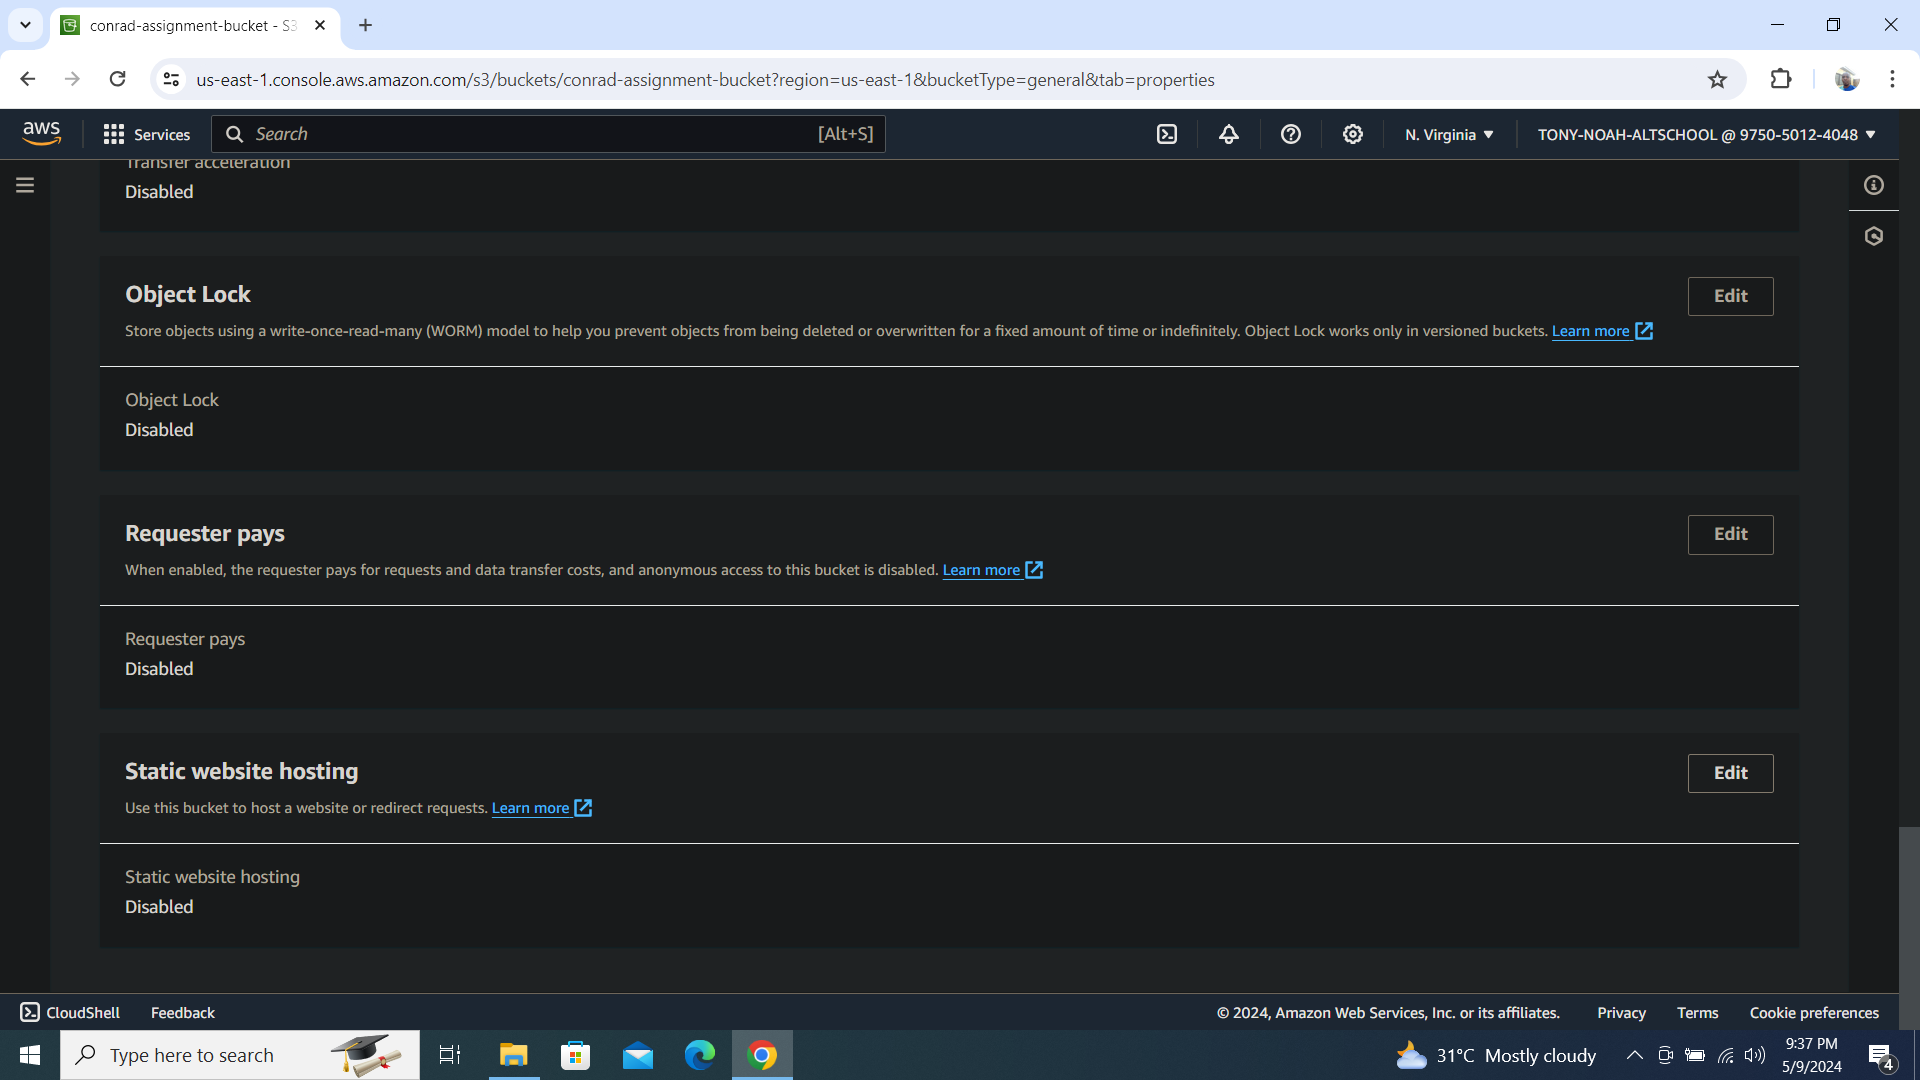 conrad-assignment-bucket - S3
us-east-1.console.aws.amazon.com/s3/buckets/conrad-assignment-bucket?region=us-east-1&bucketType=general&tab=properties
aws
Services
Search
[Alt+S]
N. Virginia
TONY-NOAH-ALTSCHOOL @ 9750-5012-4048
Transfer acceleration
Disabled
Object Lock
Edit
Store objects using a write-once-read-many (WORM) model to help you prevent objects from being deleted or overwritten for a fixed amount of time or indefinitely. Object Lock works only in versioned buckets. Learn more
Object Lock
Disabled
Requester pays
Edit
When enabled, the requester pays for requests and data transfer costs, and anonymous access to this bucket is disabled. Learn more
Requester pays
Disabled
Static website hosting
Edit
Use this bucket to host a website or redirect requests. Learn more
Static website hosting
Disabled
CloudShell
Feedback
© 2024, Amazon Web Services, Inc. or its affiliates.
Privacy
Terms
Cookie preferences
Type here to search
31°C Mostly cloudy
9:37 PM
5/9/2024
4